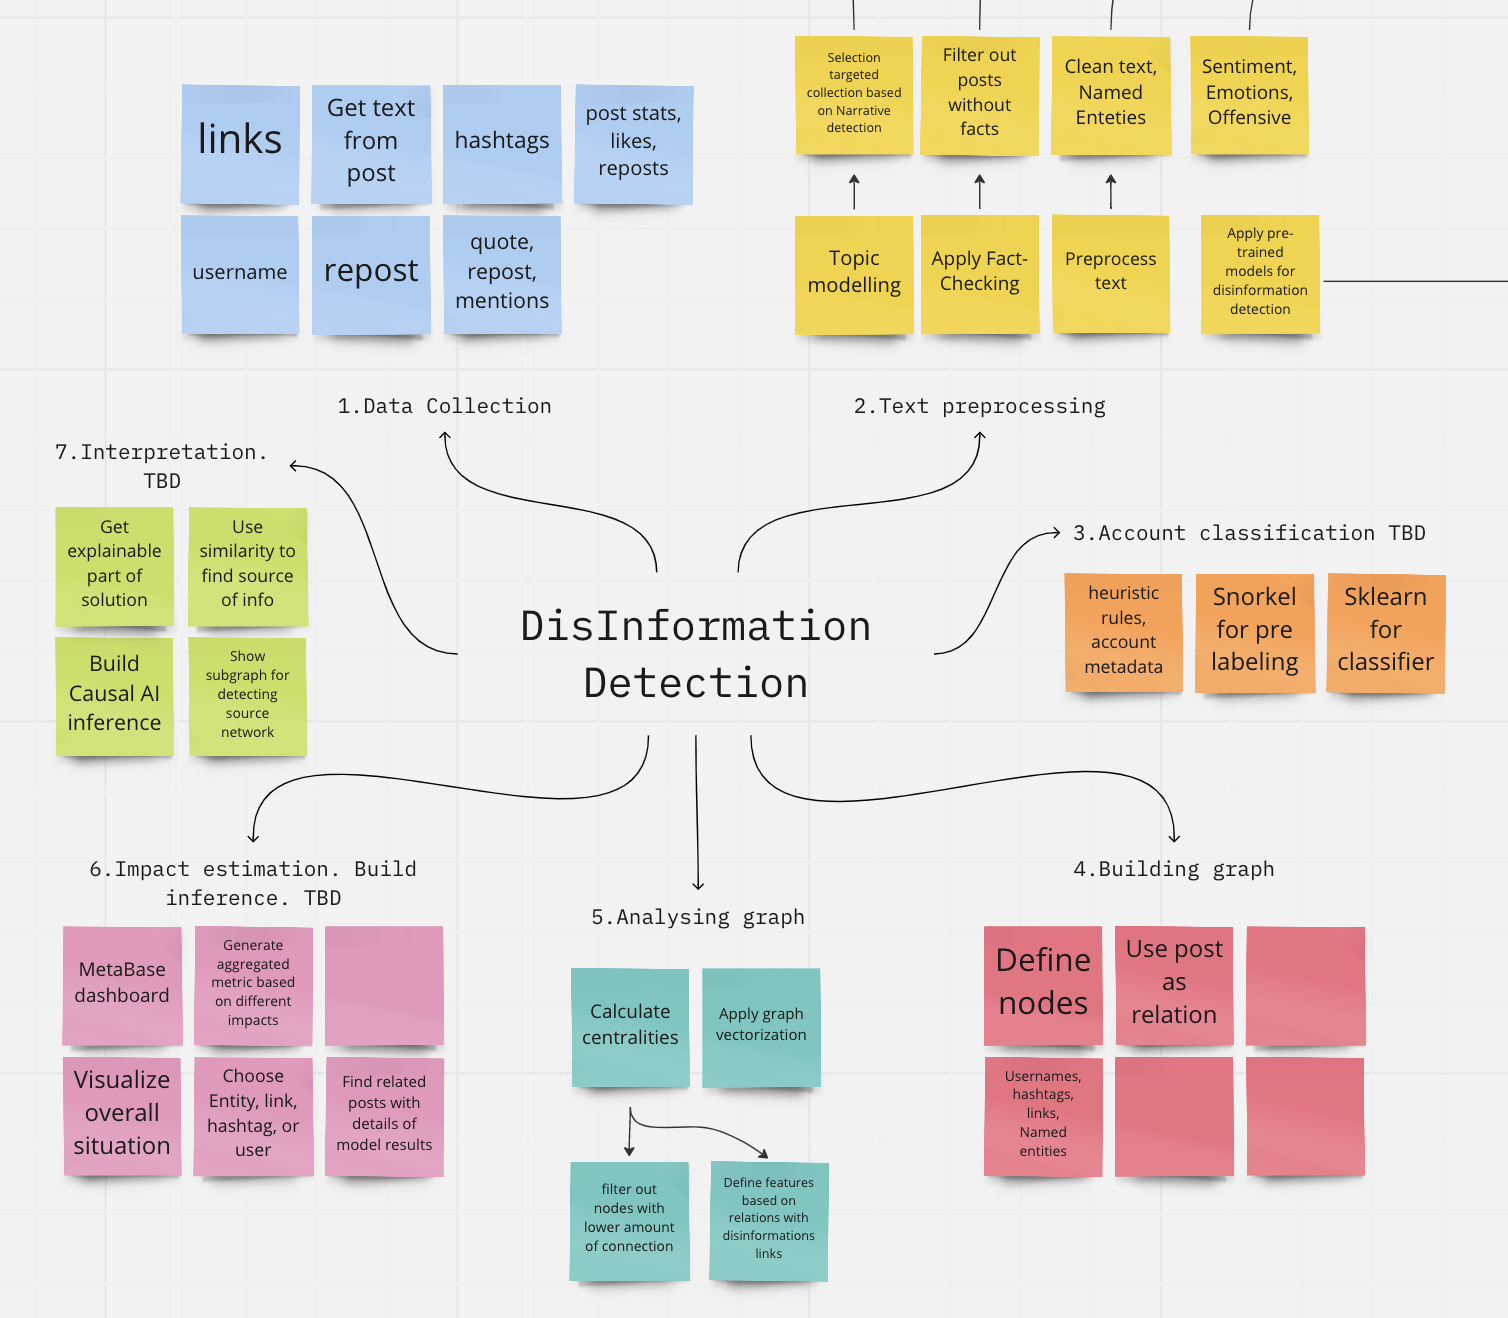 links
Get text
from
post
hashtags
post stats,
likes,
reposts
username
repost
quote,
repost,
mentions
Selection
targeted
collection based
on Narrative
detection
Filter out
posts
without
facts
Clean text,
Named
Enteties
Sentiment,
Emotions,
Offensive
Topic
modelling
Apply Fact-
Checking
Preprocess
text
Apply pre-
trained
models for
disinformation
detection
1.Data Collection
2.Text preprocessing
7.Interpretation.
TBD
Get
explainable
part of
solution
Use
similarity to
find source
of info
Build
Causal AI
inference
Show
subgraph for
detecting
source
network
DisInformation
Detection
3.Account classification TBD
heuristic
rules,
account
metadata
Snorkel
for pre
labeling
Sklearn
for
classifier
6.Impact estimation. Build
inference. TBD
MetaBase
dashboard
Generate
aggregated
metric based
on different
impacts
Visualize
overall
situation
Choose
Entity, link,
hashtag, or
user
Find related
posts with
details of
model results
5.Analysing graph
Calculate
centralities
Apply graph
vectorization
filter out
nodes with
lower amount
of connection
Define features
based on
relations with
disinformations
links
4.Building graph
Define
nodes
Use post
as
relation
Usernames,
hashtags,
links,
Named
entities